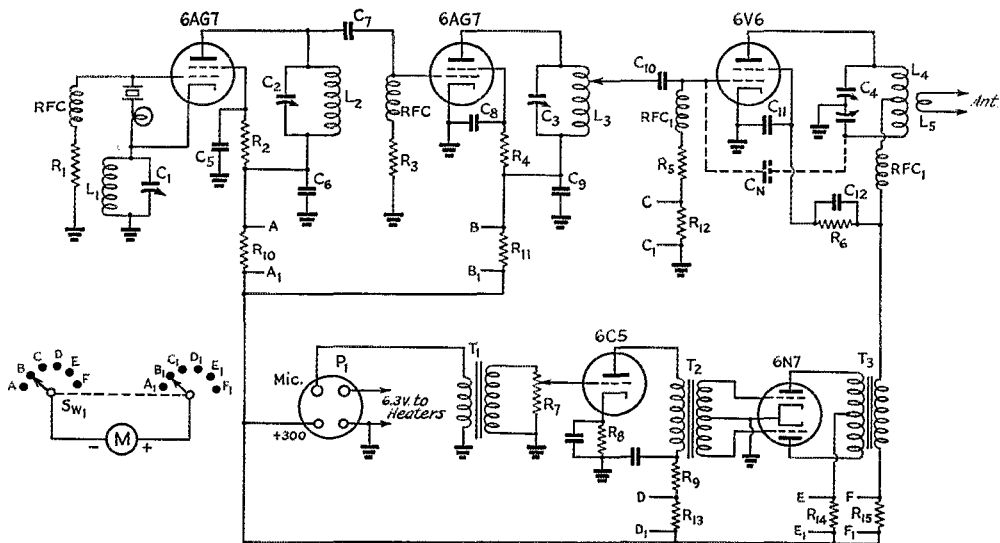 6AG7
C7
6AG7
6V6
RFC
C2
L2
RFC
C8
C3
L3
C10
RFC1
C11
C4
L4
L5
Ant.
R1
L1
C1
C5
R2
C6
R3
R4
C9
R5
CN
RFC1
C12
R6
A
R10
A1
B
R11
B1
C
R12
C1
A
B
C
D
E
F
A1
B1
C1
D1
E1
F1
SW1
- M +
Mic.
P1
6.3V. to
Heaters
+300
T1
R7
6C5
R8
T2
6N7
T3
R9
D
R13
D1
E
R14
E1
F
R15
F1